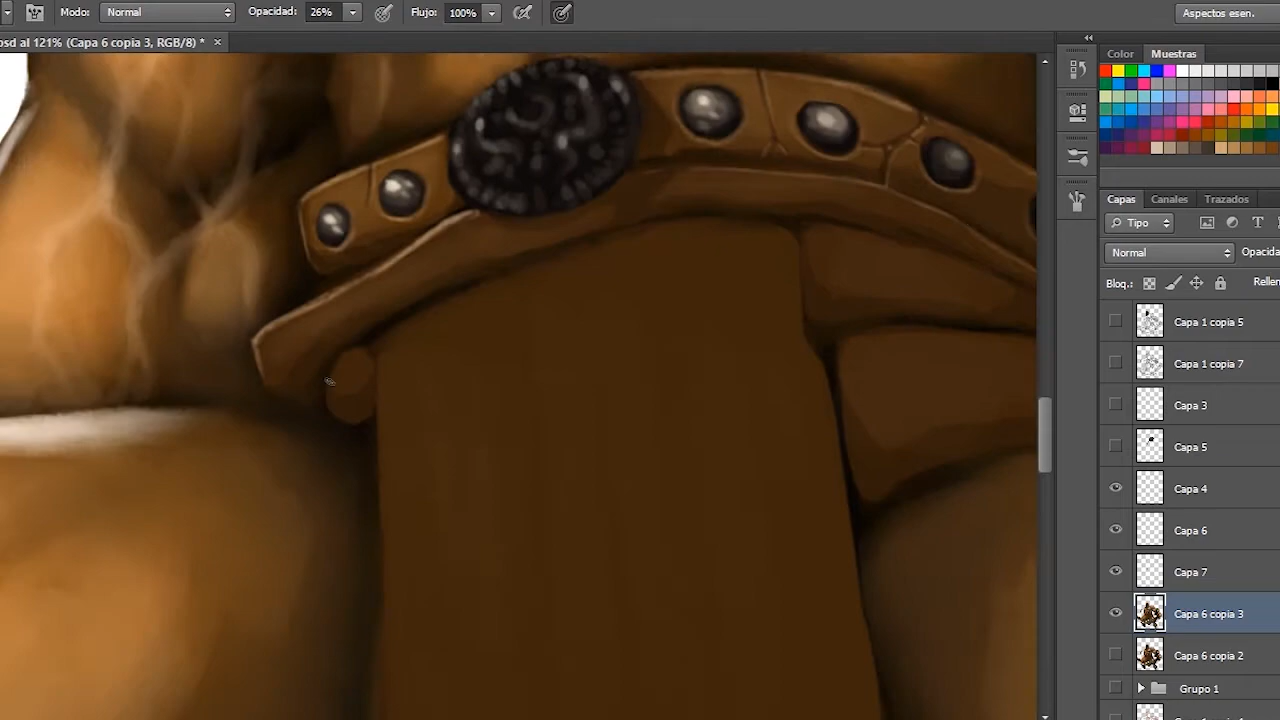 Modo: Normal Opacidad: 26% Flujo: 100% Aspectos esen.
osd al 121% (Capa 6 copia 3, RGB/8) * ×
Color Muestras
Capas Canales Trazados
Tipo T
Normal Opacida
Bloq.: Rellen
Capa 1 copia 5
Capa 1 copia 7
Capa 3
Capa 5
Capa 4
Capa 6
Capa 7
Capa 6 copia 3
Capa 6 copia 2
Grupo 1